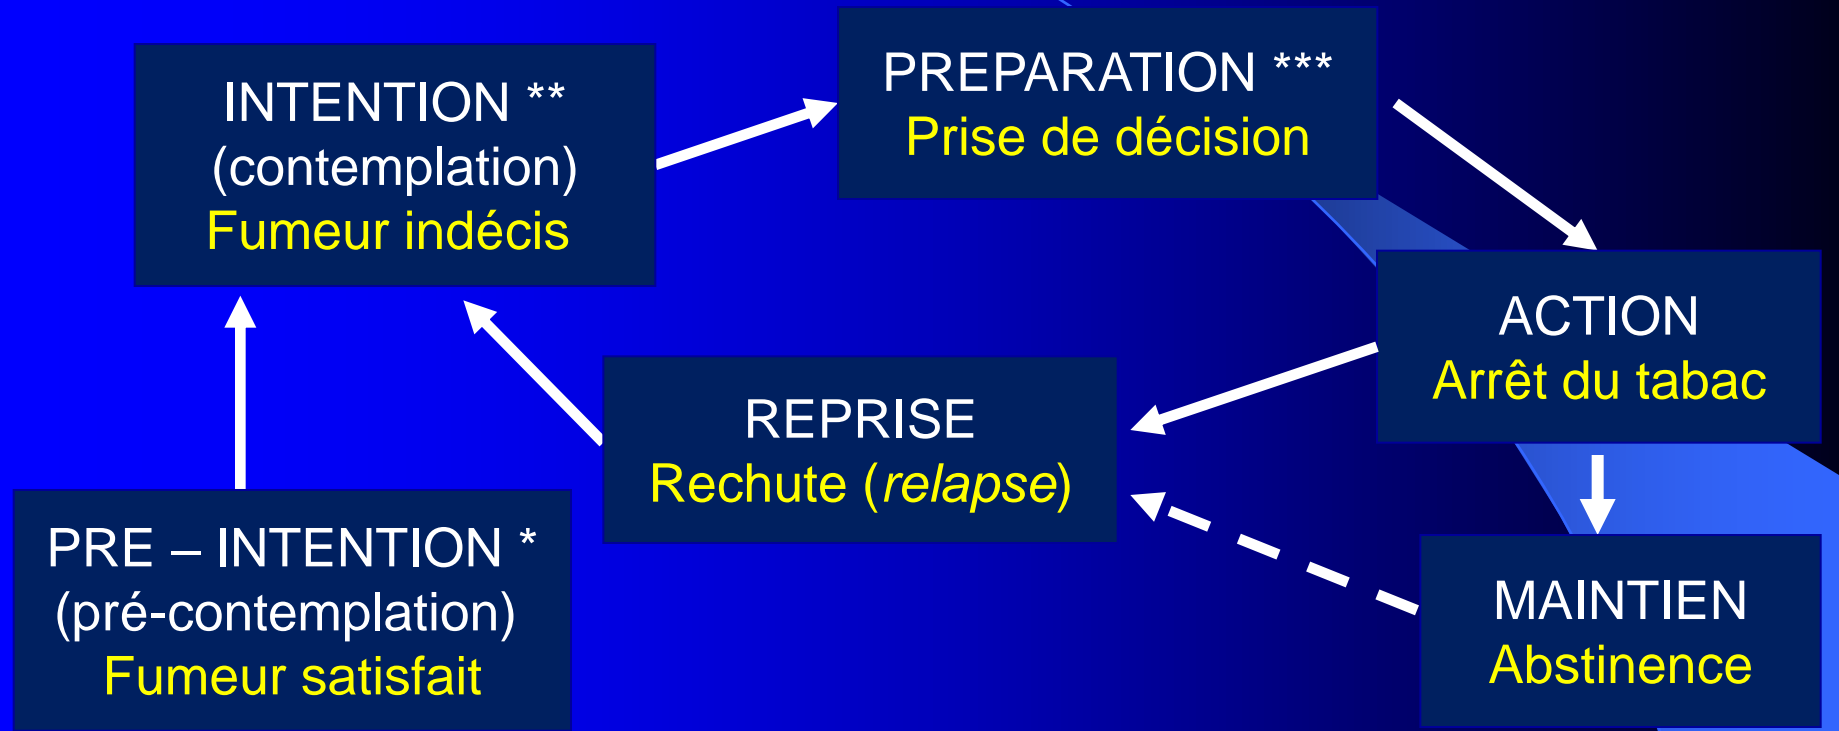 INTENTION **
(contemplation)
Fumeur indécis
PREPARATION ***
Prise de décision
ACTION
Arrêt du tabac
REPRISE
Rechute (relapse)
PRE – INTENTION *
(pré-contemplation)
Fumeur satisfait
MAINTIEN
Abstinence